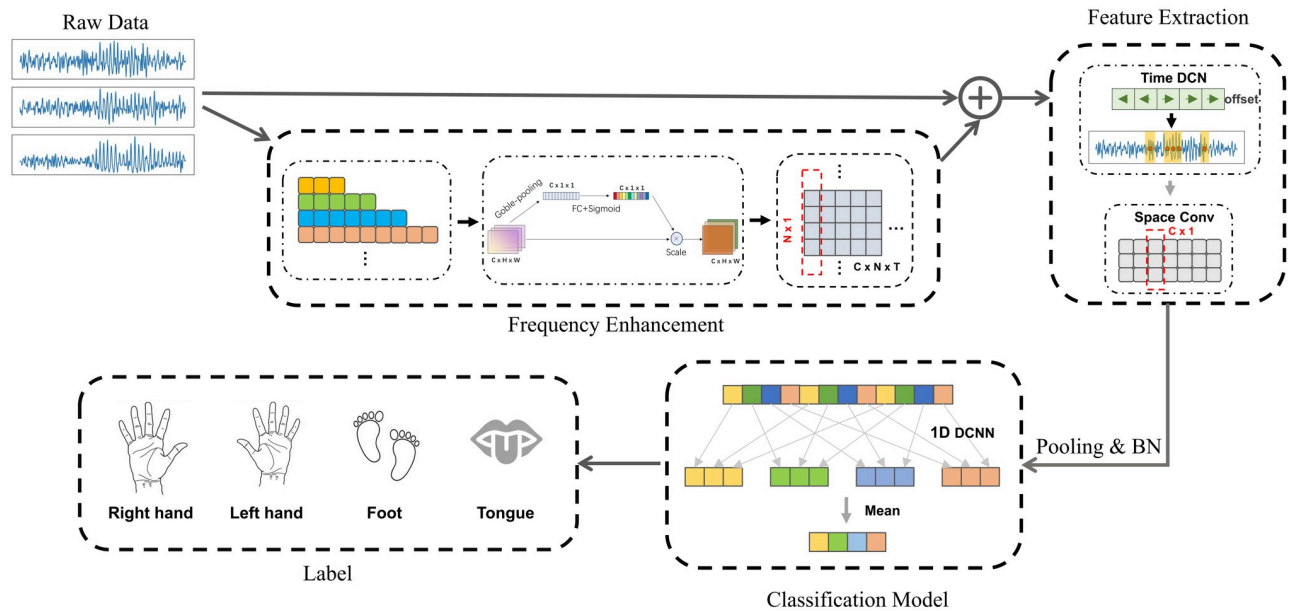 Raw Data
Feature Extraction
Time DCN
offset
Space Conv
C x 1
Goble-pooling
C x 1 x 1
C x 1 x 1
FC+Sigmoid
Scale
C x H x W
C x H x W
N x 1
C x N x T
Frequency Enhancement
Pooling & BN
1D DCNN
Mean
Classification Model
Right hand
Left hand
Foot
Tongue
Label